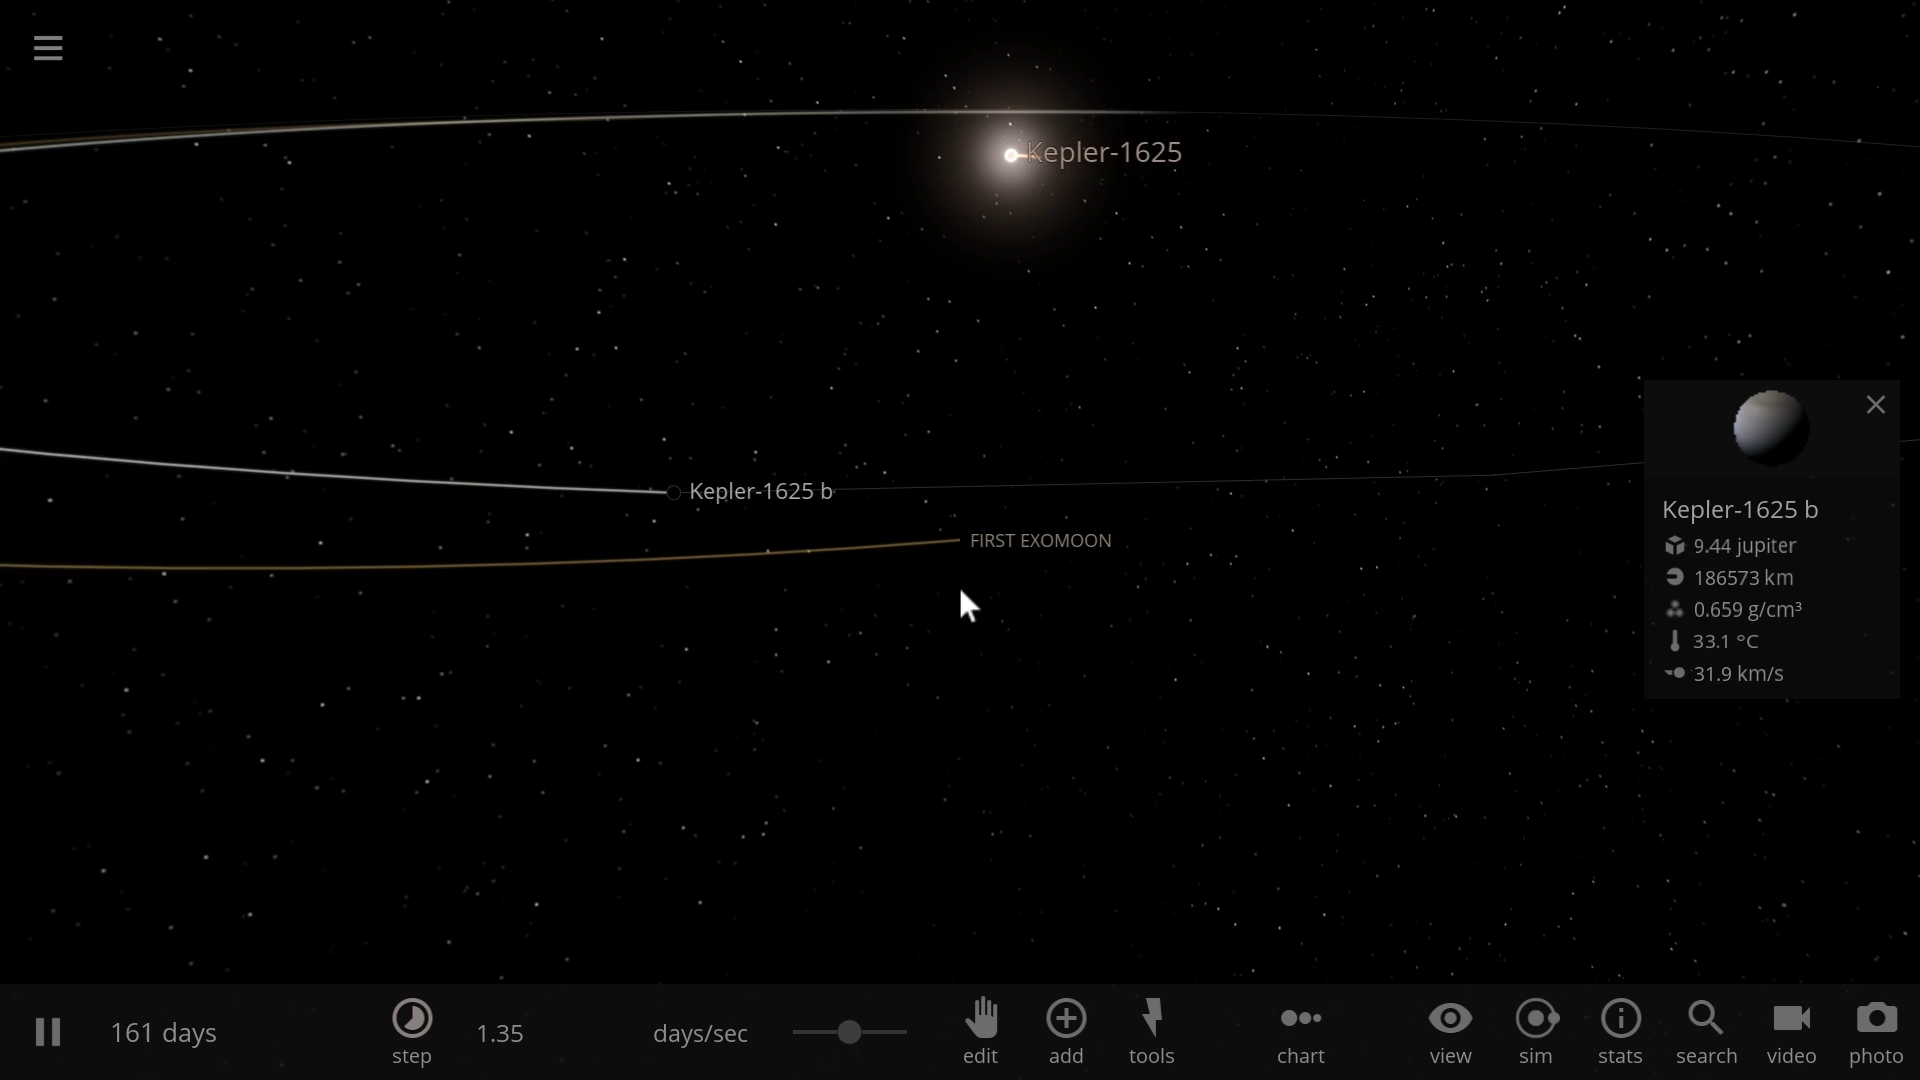 Kepler-1625
Kepler-1625 b
FIRST EXOMOON
Kepler-1625 b
9.44 jupiter
186573 km
0.659 g/cm³
33.1 °C
31.9 km/s
161 days
step
1.35
days/sec
edit
add
tools
chart
view
sim
stats
search
video
photo